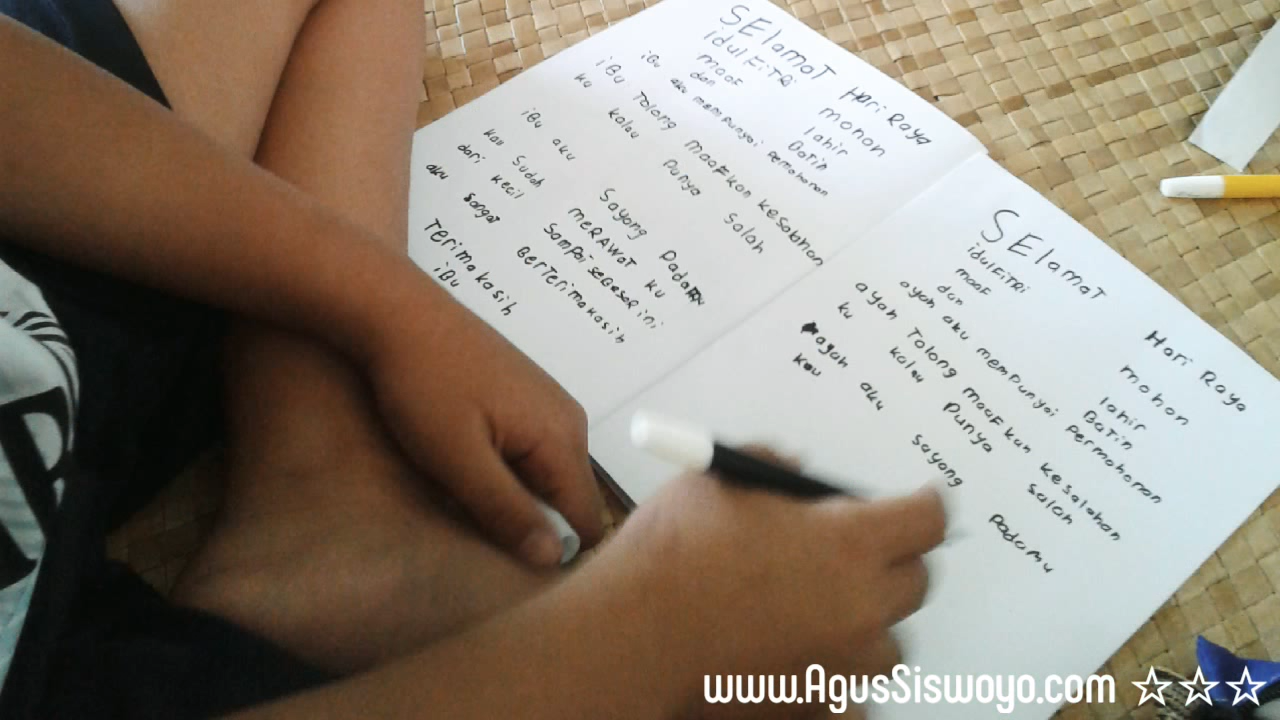 SElamaT Hari Raya
idulFiTRi monon
maaf lahir
dan BaTin
iBu aku memPunyai Permohonan
iBu Tolong maaFkan kesalahan
ku kalau Punya Salah
iBu aku Sayang Pada
kau Sudah meRAWaT ku
dari kecil Sampai seBeSar ini
aku sangaT BerTerimakasih
Terimakasih
iBu
SElamaT Hari Raya
idulFiTRi mohon
maaF lahir
dan BaTin
ayah aku memPunyai Permohonan
ayah Tolong maaFkan kesalahan
ku kalau Punya salah
ayah aku sayang PadaMu
kau
www.AgusSiswoyo.com